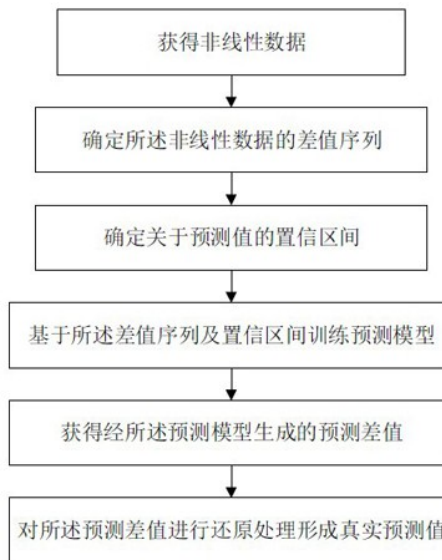 获得非线性数据
确定所述非线性数据的差值序列
确定关于预测值的置信区间
基于所述差值序列及置信区间训练预测模型
获得经所述预测模型生成的预测差值
对所述预测差值进行还原处理形成真实预测值